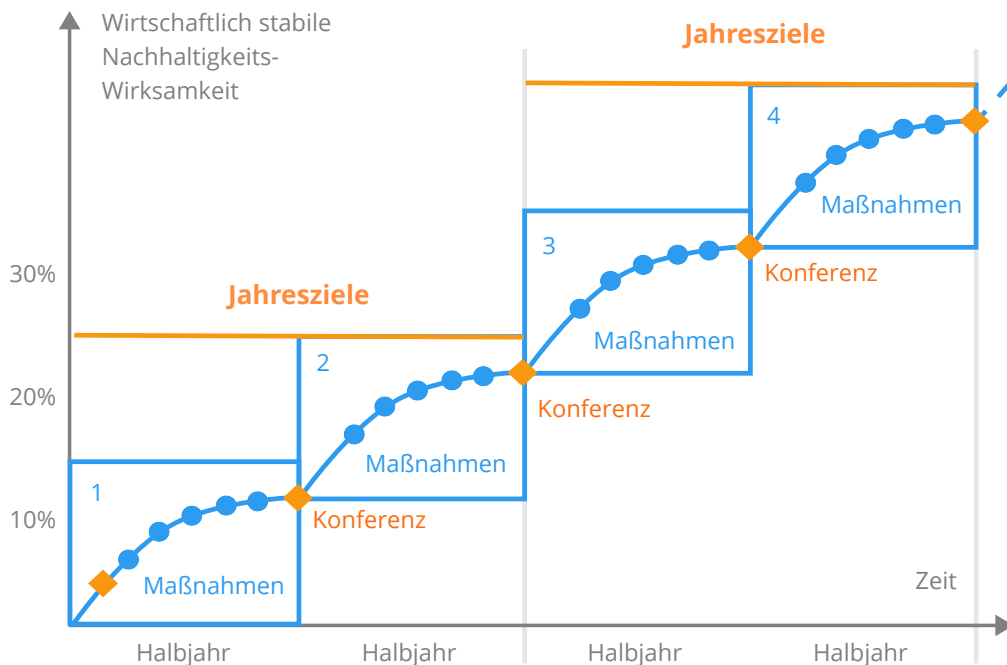 Wirtschaftlich stabile
Nachhaltigkeits-
Wirksamkeit
Jahresziele
4
Maßnahmen
3
Konferenz
30%
Jahresziele
Maßnahmen
2
20%
Konferenz
Maßnahmen
1
10%
Konferenz
Maßnahmen
Zeit
Halbjahr
Halbjahr
Halbjahr
Halbjahr